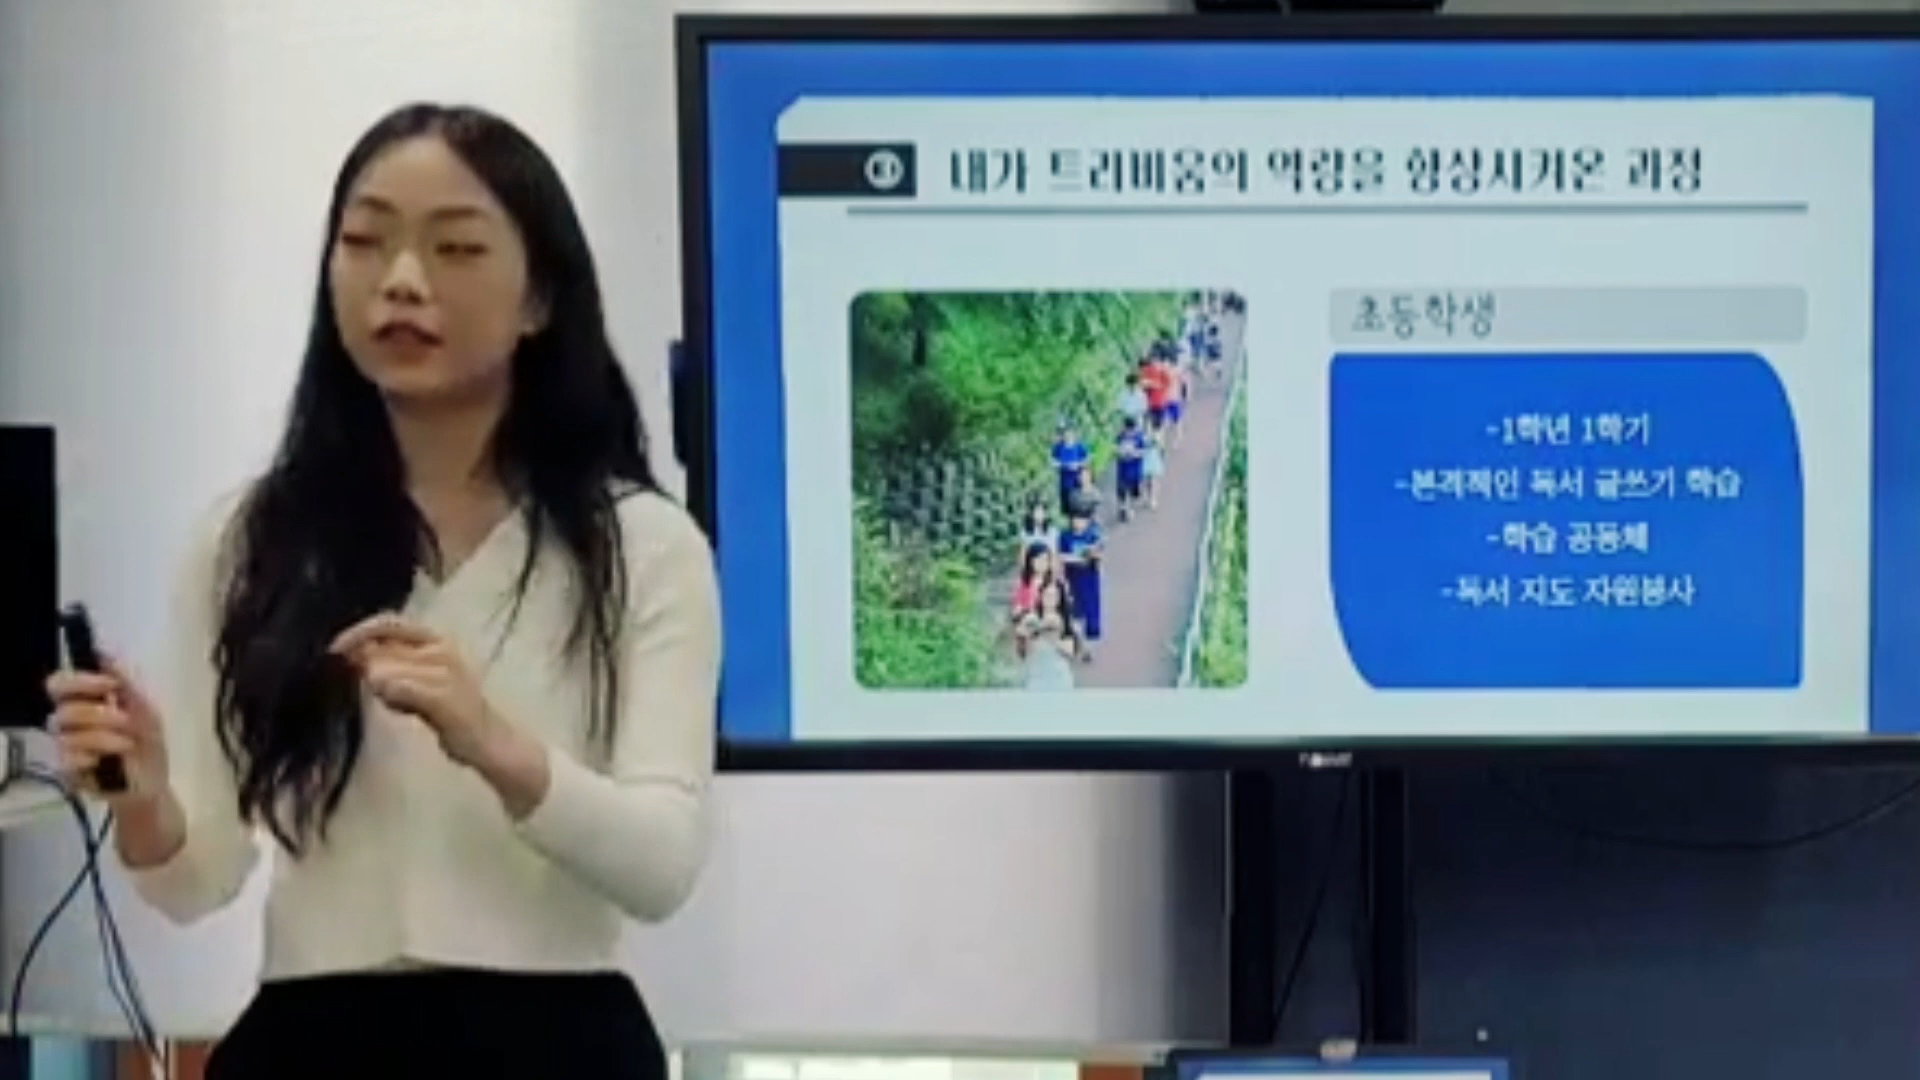 03 내가 트리비움의 역량을 향상시키온 과정
초등학생
-1학년 1학기
-본격적인 독서 글쓰기 학습
-학습 공동체
-독서 지도 자원봉사